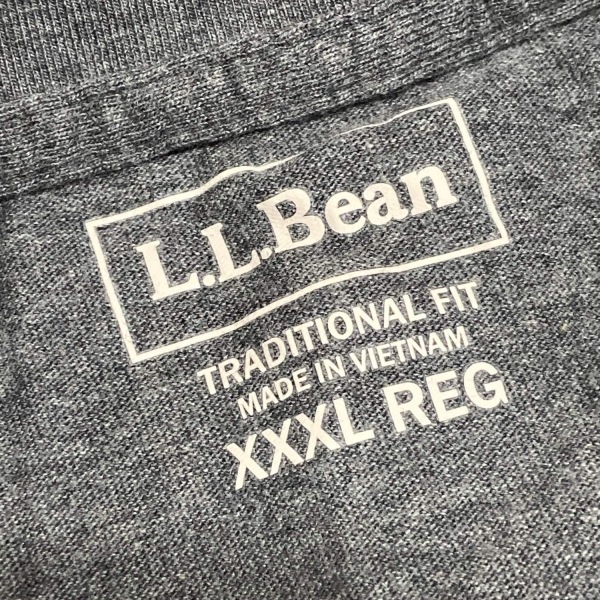 L.L.Bean
TRADITIONAL FIT
MADE IN VIETNAM
XXXL REG